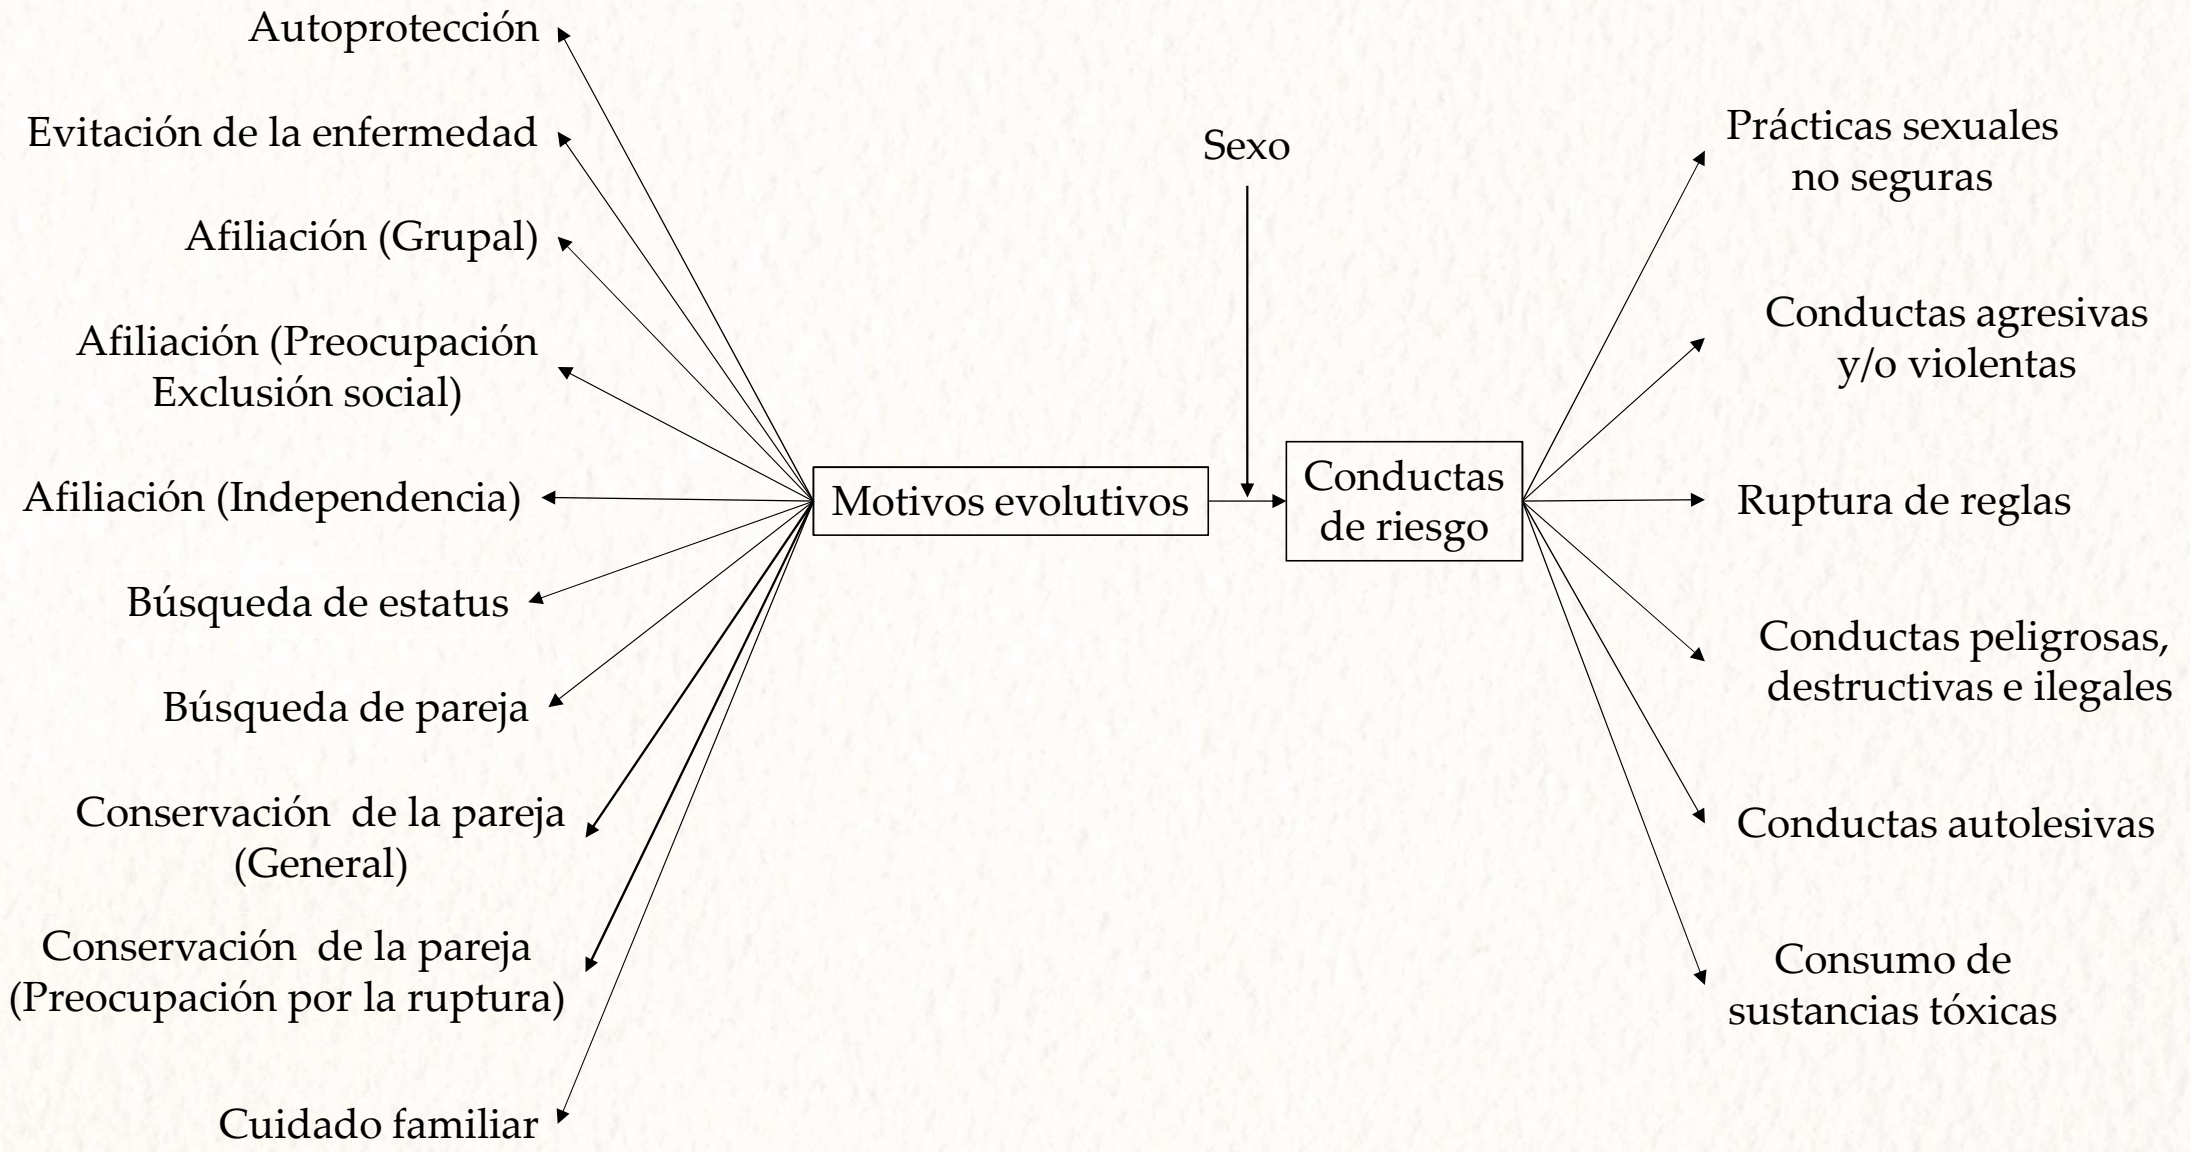 Autoprotección
Evitación de la enfermedad
Afiliación (Grupal)
Afiliación (Preocupación
Exclusión social)
Afiliación (Independencia)
Búsqueda de estatus
Búsqueda de pareja
Conservación  de la pareja
(General)
Conservación  de la pareja
(Preocupación por la ruptura)
Cuidado familiar
Motivos evolutivos
Sexo
Conductas
de riesgo
Prácticas sexuales
no seguras
Conductas agresivas
y/o violentas
Ruptura de reglas
Conductas peligrosas,
destructivas e ilegales
Conductas autolesivas
Consumo de
sustancias tóxicas